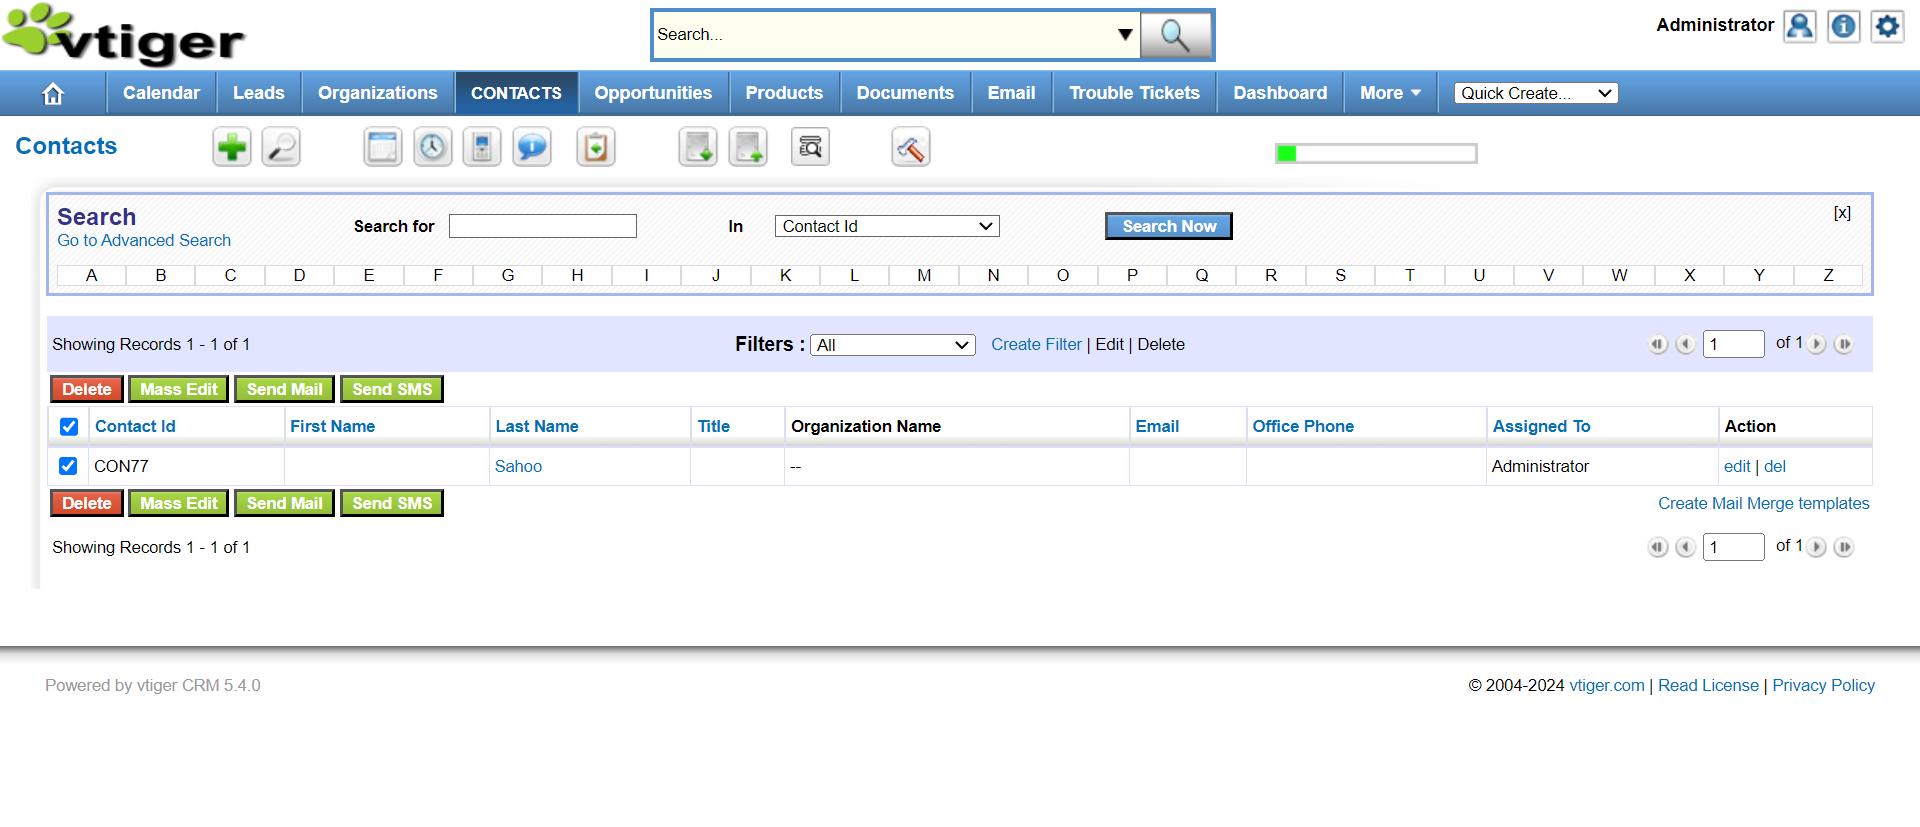 vtiger
Search...
Administrator
Calendar Leads Organizations CONTACTS Opportunities Products Documents Email Trouble Tickets Dashboard More Quick Create...
Contacts
Search
Go to Advanced Search
Search for In Contact Id Search Now [x]
A B C D E F G H I J K L M N O P Q R S T U V W X Y Z
Showing Records 1 - 1 of 1 Filters : All Create Filter | Edit | Delete 1 of 1
Delete Mass Edit Send Mail Send SMS
Contact Id First Name Last Name Title Organization Name Email Office Phone Assigned To Action
CON77 Sahoo -- Administrator edit | del
Delete Mass Edit Send Mail Send SMS Create Mail Merge templates
Showing Records 1 - 1 of 1 1 of 1
Powered by vtiger CRM 5.4.0 © 2004-2024 vtiger.com | Read License | Privacy Policy